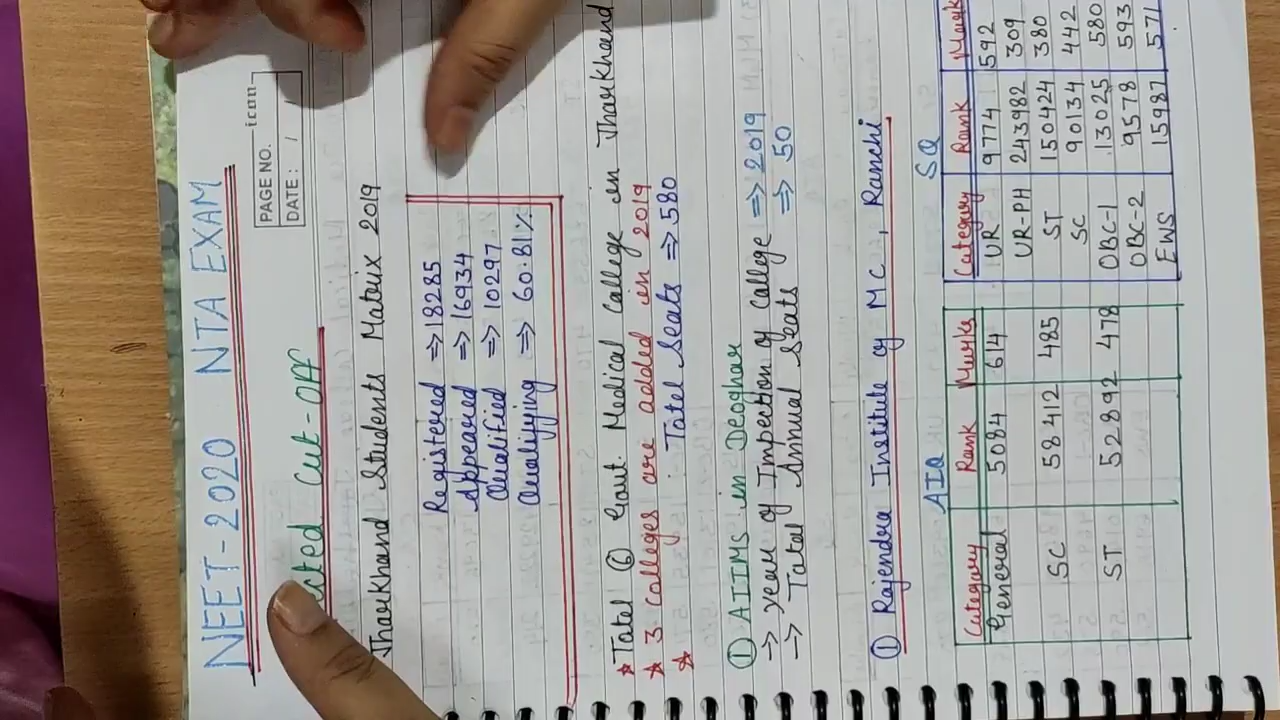 NEET-2020 NTA EXAM
icon
PAGE NO.
DATE: / /
cted Cut-Off
Jharkhand Students Matrix 2019
Registered => 18285
Appeared => 16934
Qualified => 10297
Qualifying => 60.81%
* Total 6 Govt. Medical College in Jharkhand
* 3 colleges are added in 2019
* Total Seats => 580
① AIIMS in Deoghar
→ year of Impection of College => 2019
→ Total Annual Seats => 50
① Rajendra Institute of M.C, Ranchi
AIQ
Category Rank Marks
General 5084 614
SC 58412 485
ST 52892 478
SQ
Category Rank Mark
UR 9774 592
UR-PH 243982 309
ST 150424 380
SC 90134 442
OBC-1 13025 580
OBC-2 9578 593
EWS 15987 571